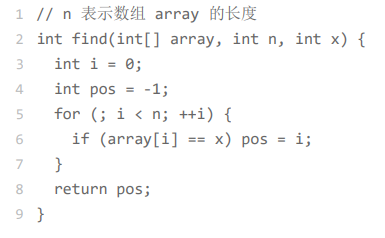 1 // n 表示数组 array 的长度
2 int find(int[] array, int n, int x) {
3   int i = 0;
4   int pos = -1;
5   for (; i < n; ++i) {
6     if (array[i] == x) pos = i;
7   }
8   return pos;
9 }